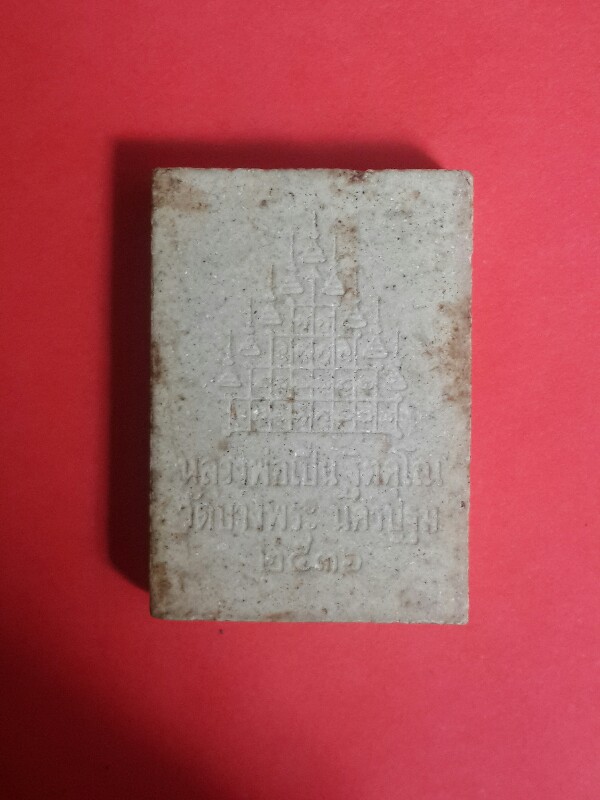 หลวงพ่อเปิ่น ฐิตคุโณ
วัดบางพระ นครปฐม
๒๕๓๖